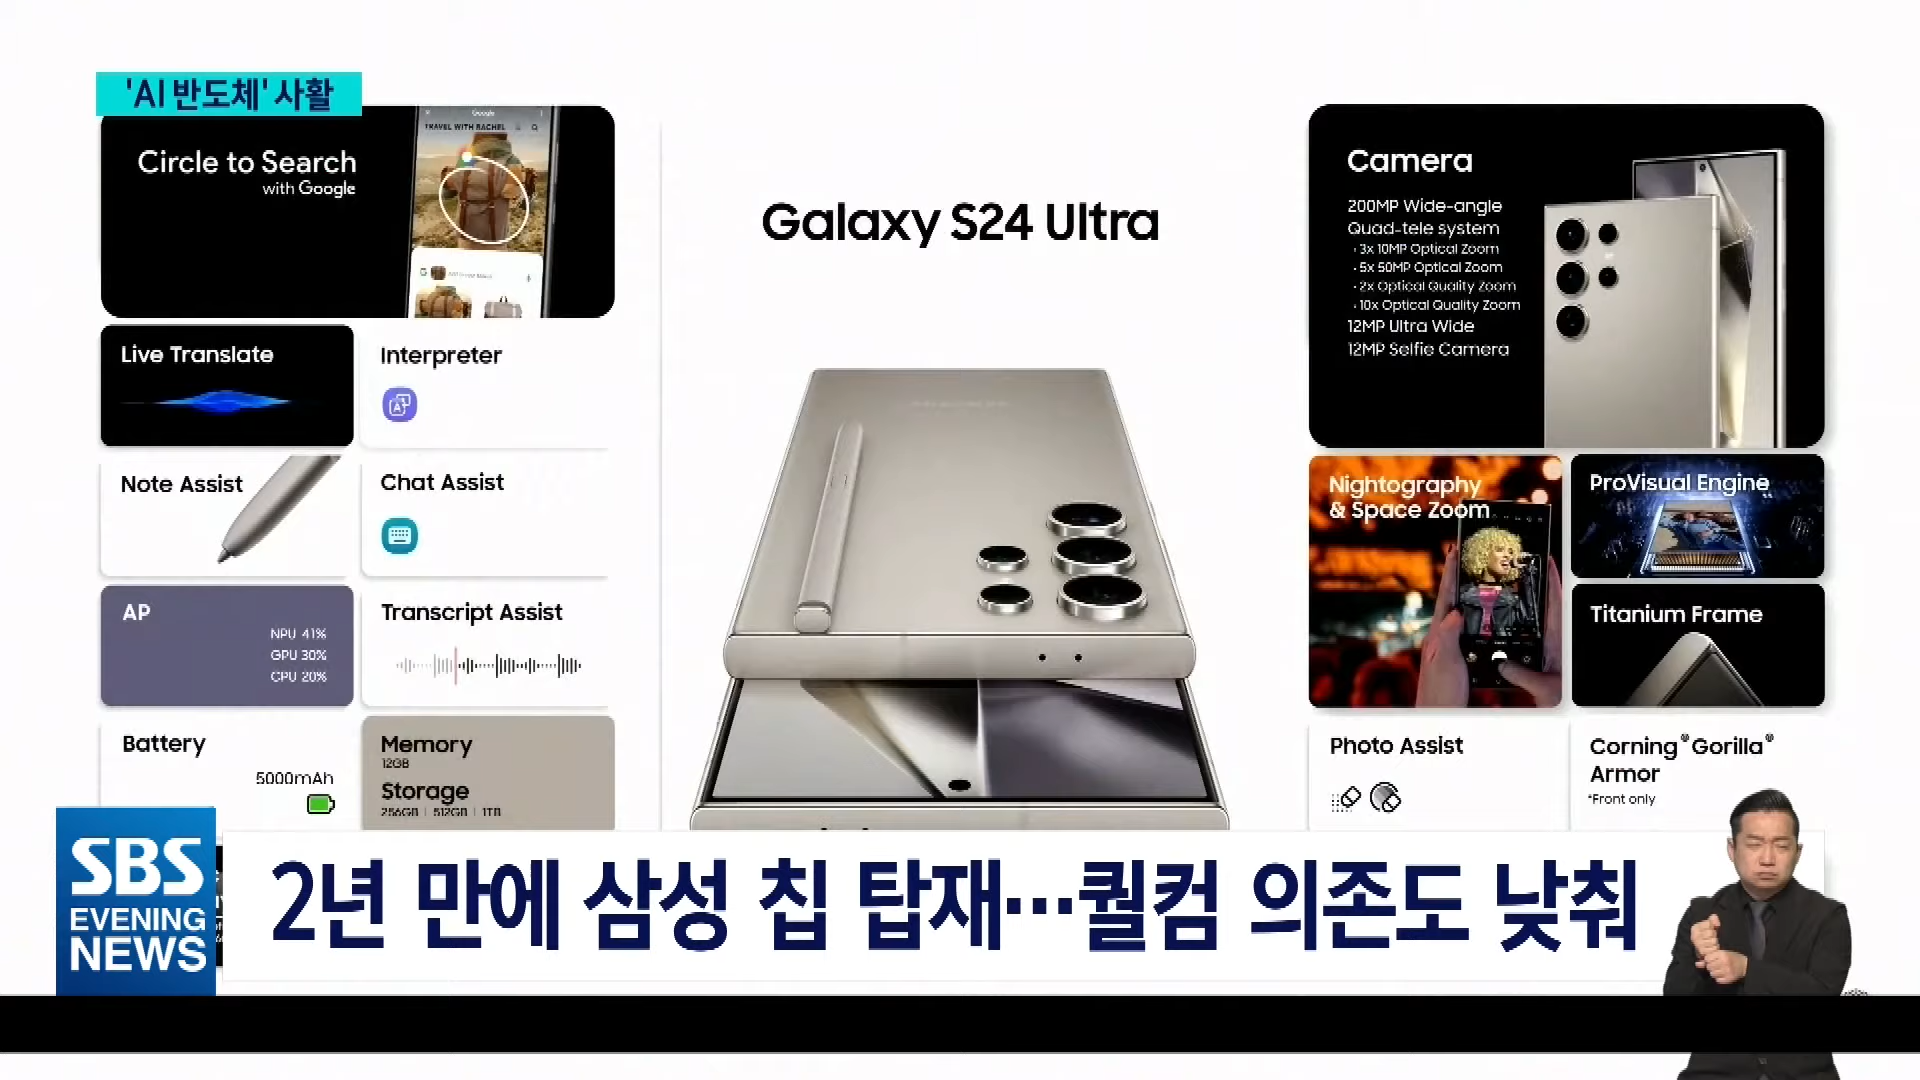 'AI 반도체' 사활
Circle to Search
with Google
Google
TRAVEL WITH RACHEL
Live Translate
Interpreter
Note Assist
Chat Assist
AP
NPU 41%
GPU 30%
CPU 20%
Transcript Assist
Battery
5000mAh
Memory
12GB
Storage
256GB | 512GB | 1TB
Galaxy S24 Ultra
Camera
200MP Wide-angle
Quad-tele system
· 3x 10MP Optical Zoom
· 5x 50MP Optical Zoom
· 2x Optical Quality Zoom
· 10x Optical Quality Zoom
12MP Ultra Wide
12MP Selfie Camera
Nightography
& Space Zoom
ProVisual Engine
Titanium Frame
Photo Assist
Corning® Gorilla®
Armor
*Front only
SBS
EVENING
NEWS
2년 만에 삼성 칩 탑재…퀄컴 의존도 낮춰